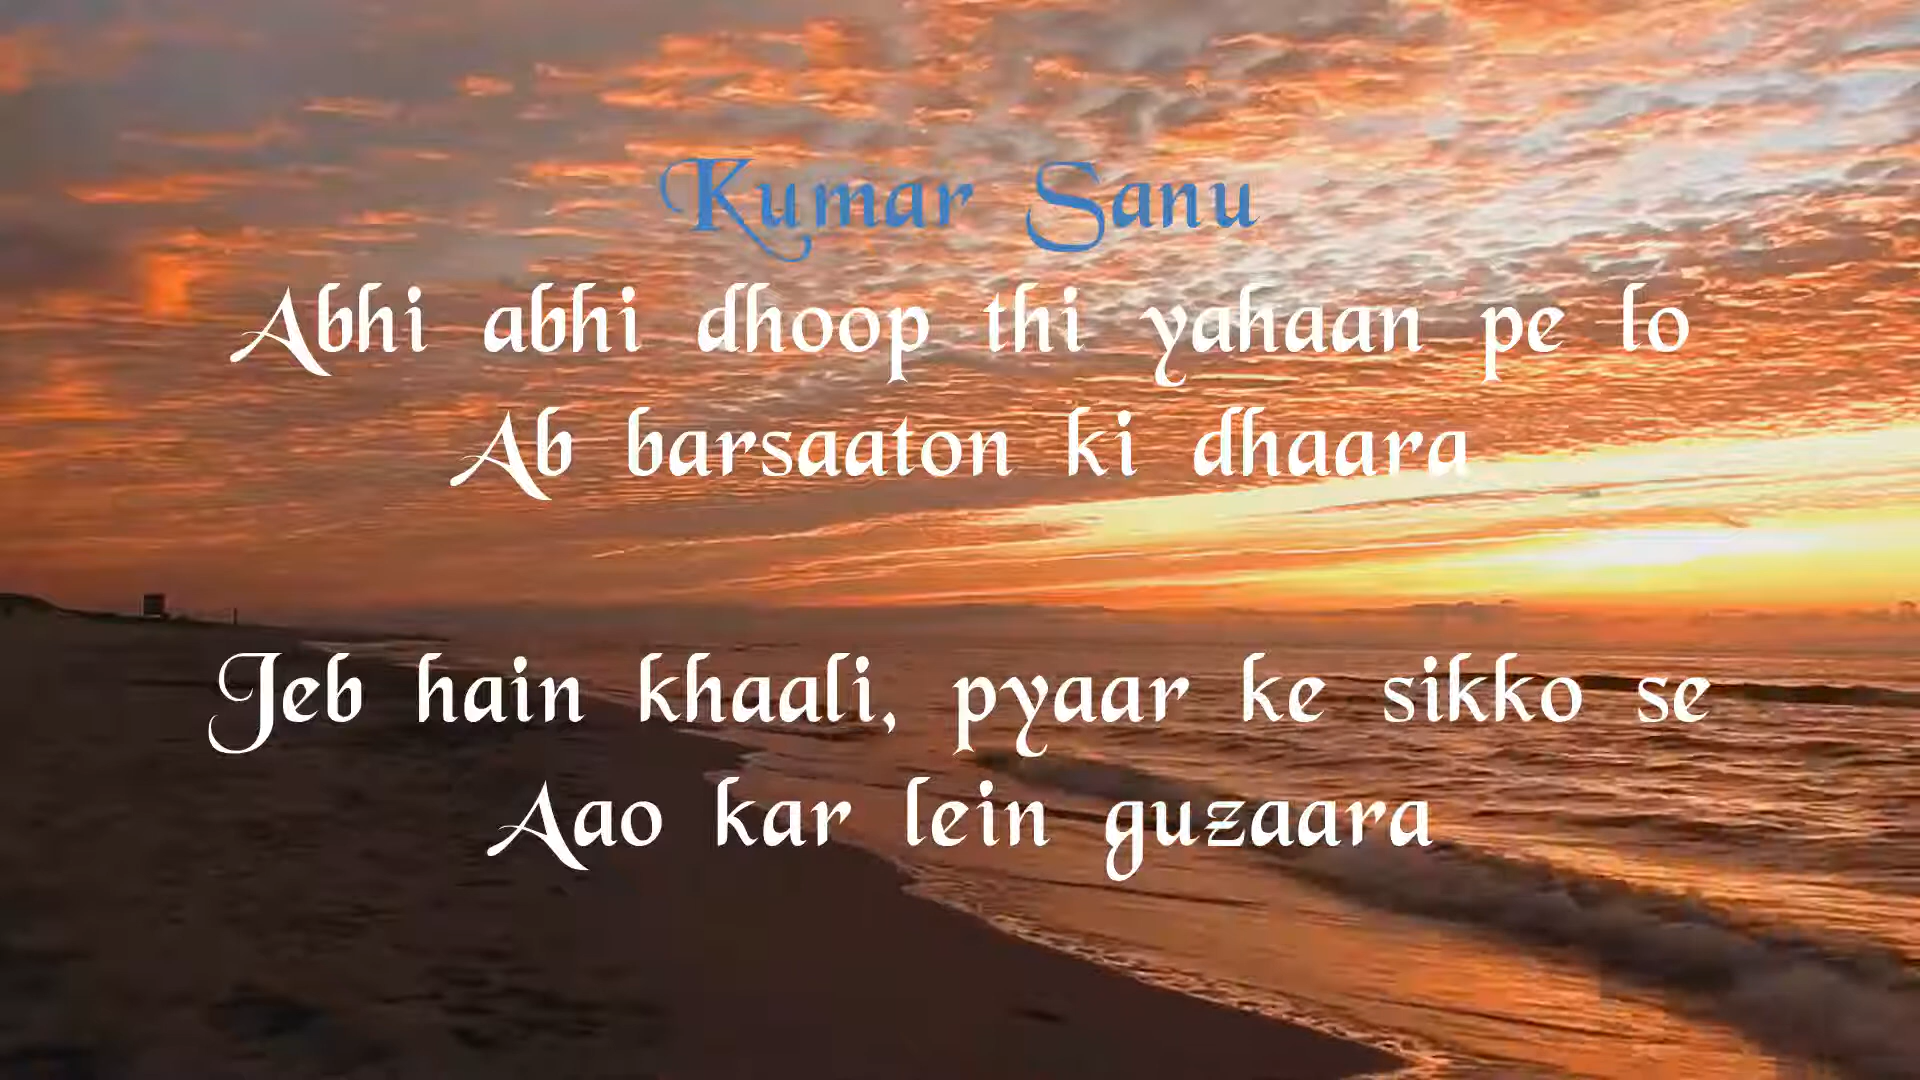 Kumar Sanu
Abhi abhi dhoop thi yahaan pe lo
Ab barsaaton ki dhaara
Jeb hain khaali, pyaar ke sikko se
Aao kar lein guzaara